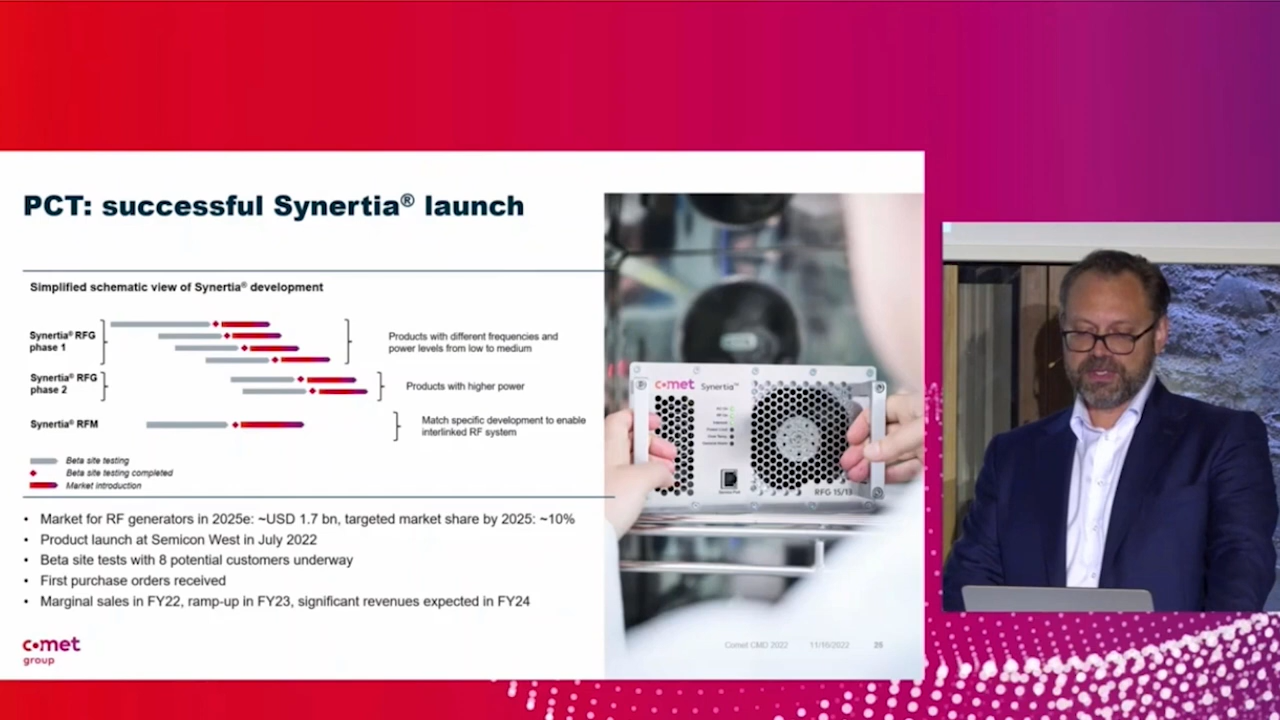 PCT: successful Synertia® launch
Simplified schematic view of Synertia® development
Synertia® RFG
phase 1
Products with different frequencies and
power levels from low to medium
Synertia® RFG
phase 2
Products with higher power
Synertia® RFM
Match specific development to enable
interlinked RF system
Beta site testing
Beta site testing completed
Market introduction
• Market for RF generators in 2025e: ~USD 1.7 bn, targeted market share by 2025: ~10%
• Product launch at Semicon West in July 2022
• Beta site tests with 8 potential customers underway
• First purchase orders received
• Marginal sales in FY22, ramp-up in FY23, significant revenues expected in FY24
comet
group
comet Synertia™
RFG 15/13
Comet CMD 2022 11/16/2022